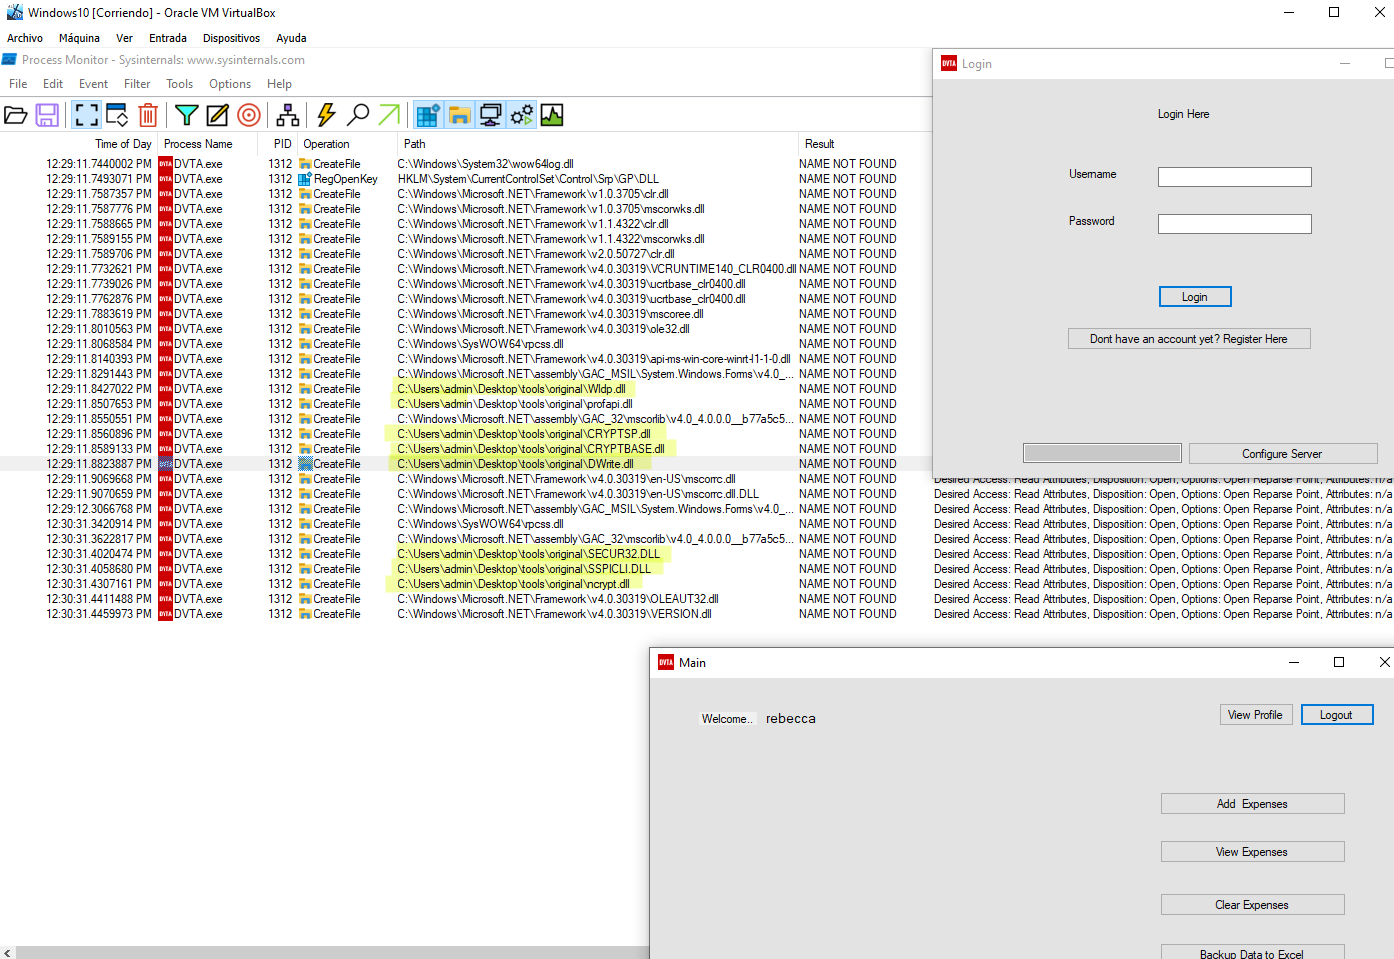 Windows10 [Corriendo] - Oracle VM VirtualBox
Archivo Máquina Ver Entrada Dispositivos Ayuda
Process Monitor - Sysinternals: www.sysinternals.com
File Edit Event Filter Tools Options Help
Time of Day Process Name PID Operation Path Result
12:29:11.7440002 PM DVTA.exe 1312 CreateFile C:\Windows\System32\wow64log.dll NAME NOT FOUND
12:29:11.7493071 PM DVTA.exe 1312 RegOpenKey HKLM\System\CurrentControlSet\Control\Srp\GP\DLL NAME NOT FOUND
12:29:11.7587357 PM DVTA.exe 1312 CreateFile C:\Windows\Microsoft.NET\Framework\v1.0.3705\clr.dll NAME NOT FOUND
12:29:11.7587776 PM DVTA.exe 1312 CreateFile C:\Windows\Microsoft.NET\Framework\v1.0.3705\mscorwks.dll NAME NOT FOUND
12:29:11.7588665 PM DVTA.exe 1312 CreateFile C:\Windows\Microsoft.NET\Framework\v1.1.4322\clr.dll NAME NOT FOUND
12:29:11.7589155 PM DVTA.exe 1312 CreateFile C:\Windows\Microsoft.NET\Framework\v1.1.4322\mscorwks.dll NAME NOT FOUND
12:29:11.7589706 PM DVTA.exe 1312 CreateFile C:\Windows\Microsoft.NET\Framework\v2.0.50727\clr.dll NAME NOT FOUND
12:29:11.7732621 PM DVTA.exe 1312 CreateFile C:\Windows\Microsoft.NET\Framework\v4.0.30319\VCRUNTIME140_CLR0400.dll NAME NOT FOUND
12:29:11.7739026 PM DVTA.exe 1312 CreateFile C:\Windows\Microsoft.NET\Framework\v4.0.30319\ucrtbase_clr0400.dll NAME NOT FOUND
12:29:11.7762876 PM DVTA.exe 1312 CreateFile C:\Windows\Microsoft.NET\Framework\v4.0.30319\ucrtbase_clr0400.dll NAME NOT FOUND
12:29:11.7883619 PM DVTA.exe 1312 CreateFile C:\Windows\Microsoft.NET\Framework\v4.0.30319\mscoree.dll NAME NOT FOUND
12:29:11.8010563 PM DVTA.exe 1312 CreateFile C:\Windows\Microsoft.NET\Framework\v4.0.30319\ole32.dll NAME NOT FOUND
12:29:11.8068584 PM DVTA.exe 1312 CreateFile C:\Windows\SysWOW64\rpcss.dll NAME NOT FOUND
12:29:11.8140393 PM DVTA.exe 1312 CreateFile C:\Windows\Microsoft.NET\Framework\v4.0.30319\api-ms-win-core-winrt-l1-1-0.dll NAME NOT FOUND
12:29:11.8291443 PM DVTA.exe 1312 CreateFile C:\Windows\Microsoft.NET\assembly\GAC_MSIL\System.Windows.Forms\v4.0_... NAME NOT FOUND
12:29:11.8427022 PM DVTA.exe 1312 CreateFile C:\Users\admin\Desktop\tools\original\Wldp.dll NAME NOT FOUND
12:29:11.8507653 PM DVTA.exe 1312 CreateFile C:\Users\admin\Desktop\tools\original\profapi.dll NAME NOT FOUND
12:29:11.8550551 PM DVTA.exe 1312 CreateFile C:\Windows\Microsoft.NET\assembly\GAC_32\mscorlib\v4.0_4.0.0.0__b77a5c5... NAME NOT FOUND
12:29:11.8560896 PM DVTA.exe 1312 CreateFile C:\Users\admin\Desktop\tools\original\CRYPTSP.dll NAME NOT FOUND
12:29:11.8589133 PM DVTA.exe 1312 CreateFile C:\Users\admin\Desktop\tools\original\CRYPTBASE.dll NAME NOT FOUND
12:29:11.8823887 PM DVTA.exe 1312 CreateFile C:\Users\admin\Desktop\tools\original\DWrite.dll NAME NOT FOUND
12:29:11.9069668 PM DVTA.exe 1312 CreateFile C:\Windows\Microsoft.NET\Framework\v4.0.30319\en-US\mscorrc.dll NAME NOT FOUND Desired Access: Read Attributes, Disposition: Open, Options: Open Reparse Point, Attributes: n/a
12:29:11.9070659 PM DVTA.exe 1312 CreateFile C:\Windows\Microsoft.NET\Framework\v4.0.30319\en-US\mscorrc.dll.DLL NAME NOT FOUND Desired Access: Read Attributes, Disposition: Open, Options: Open Reparse Point, Attributes: n/a
12:29:12.3066768 PM DVTA.exe 1312 CreateFile C:\Windows\Microsoft.NET\assembly\GAC_MSIL\System.Windows.Forms\v4.0_... NAME NOT FOUND Desired Access: Read Attributes, Disposition: Open, Options: Open Reparse Point, Attributes: n/a
12:30:31.3420914 PM DVTA.exe 1312 CreateFile C:\Windows\SysWOW64\rpcss.dll NAME NOT FOUND Desired Access: Read Attributes, Disposition: Open, Options: Open Reparse Point, Attributes: n/a
12:30:31.3622817 PM DVTA.exe 1312 CreateFile C:\Windows\Microsoft.NET\assembly\GAC_32\mscorlib\v4.0_4.0.0.0__b77a5c5... NAME NOT FOUND Desired Access: Read Attributes, Disposition: Open, Options: Open Reparse Point, Attributes: n/a
12:30:31.4020474 PM DVTA.exe 1312 CreateFile C:\Users\admin\Desktop\tools\original\SECUR32.DLL NAME NOT FOUND Desired Access: Read Attributes, Disposition: Open, Options: Open Reparse Point, Attributes: n/a
12:30:31.4058680 PM DVTA.exe 1312 CreateFile C:\Users\admin\Desktop\tools\original\SSPICLI.DLL NAME NOT FOUND Desired Access: Read Attributes, Disposition: Open, Options: Open Reparse Point, Attributes: n/a
12:30:31.4307161 PM DVTA.exe 1312 CreateFile C:\Users\admin\Desktop\tools\original\ncrypt.dll NAME NOT FOUND Desired Access: Read Attributes, Disposition: Open, Options: Open Reparse Point, Attributes: n/a
12:30:31.4411488 PM DVTA.exe 1312 CreateFile C:\Windows\Microsoft.NET\Framework\v4.0.30319\OLEAUT32.dll NAME NOT FOUND Desired Access: Read Attributes, Disposition: Open, Options: Open Reparse Point, Attributes: n/a
12:30:31.4459973 PM DVTA.exe 1312 CreateFile C:\Windows\Microsoft.NET\Framework\v4.0.30319\VERSION.dll NAME NOT FOUND Desired Access: Read Attributes, Disposition: Open, Options: Open Reparse Point, Attributes: n/a
DVTA Login
Login Here
Username
Password
Login
Dont have an account yet? Register Here
Configure Server
DVTA Main
Welcome.. rebecca
View Profile Logout
Add Expenses
View Expenses
Clear Expenses
Backup Data to Excel